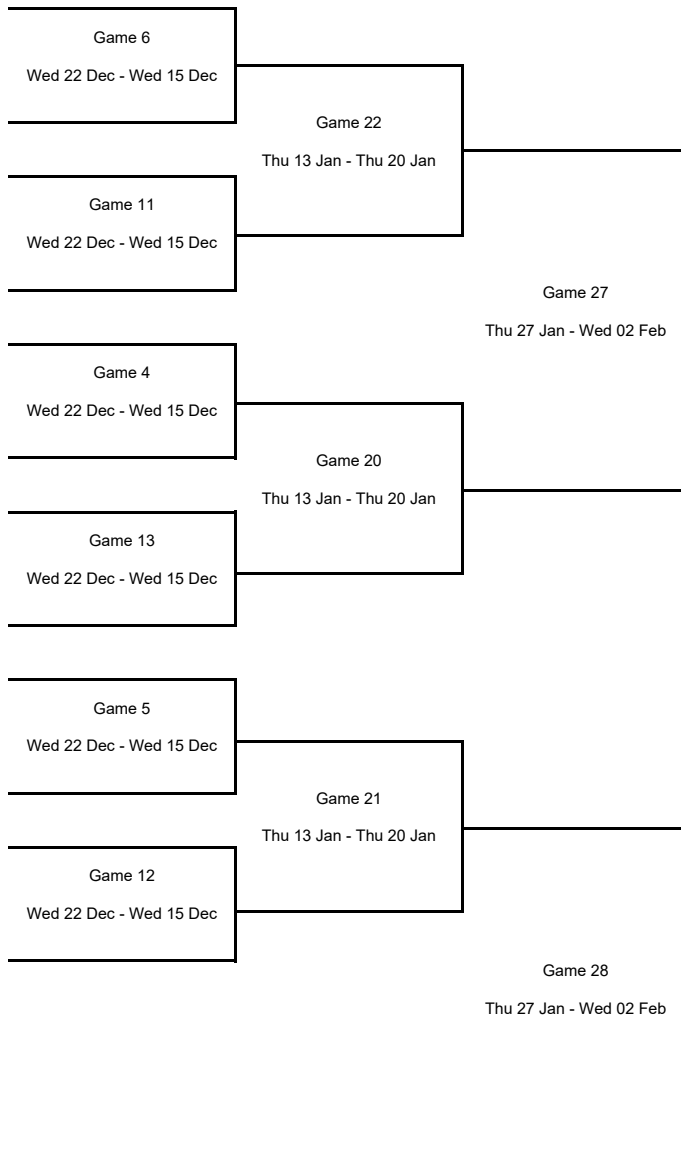 Game 6
Wed 22 Dec - Wed 15 Dec
Game 22
Thu 13 Jan - Thu 20 Jan
Game 11
Wed 22 Dec - Wed 15 Dec
Game 27
Thu 27 Jan - Wed 02 Feb
Game 4
Wed 22 Dec - Wed 15 Dec
Game 20
Thu 13 Jan - Thu 20 Jan
Game 13
Wed 22 Dec - Wed 15 Dec
Game 5
Wed 22 Dec - Wed 15 Dec
Game 21
Thu 13 Jan - Thu 20 Jan
Game 12
Wed 22 Dec - Wed 15 Dec
Game 28
Thu 27 Jan - Wed 02 Feb